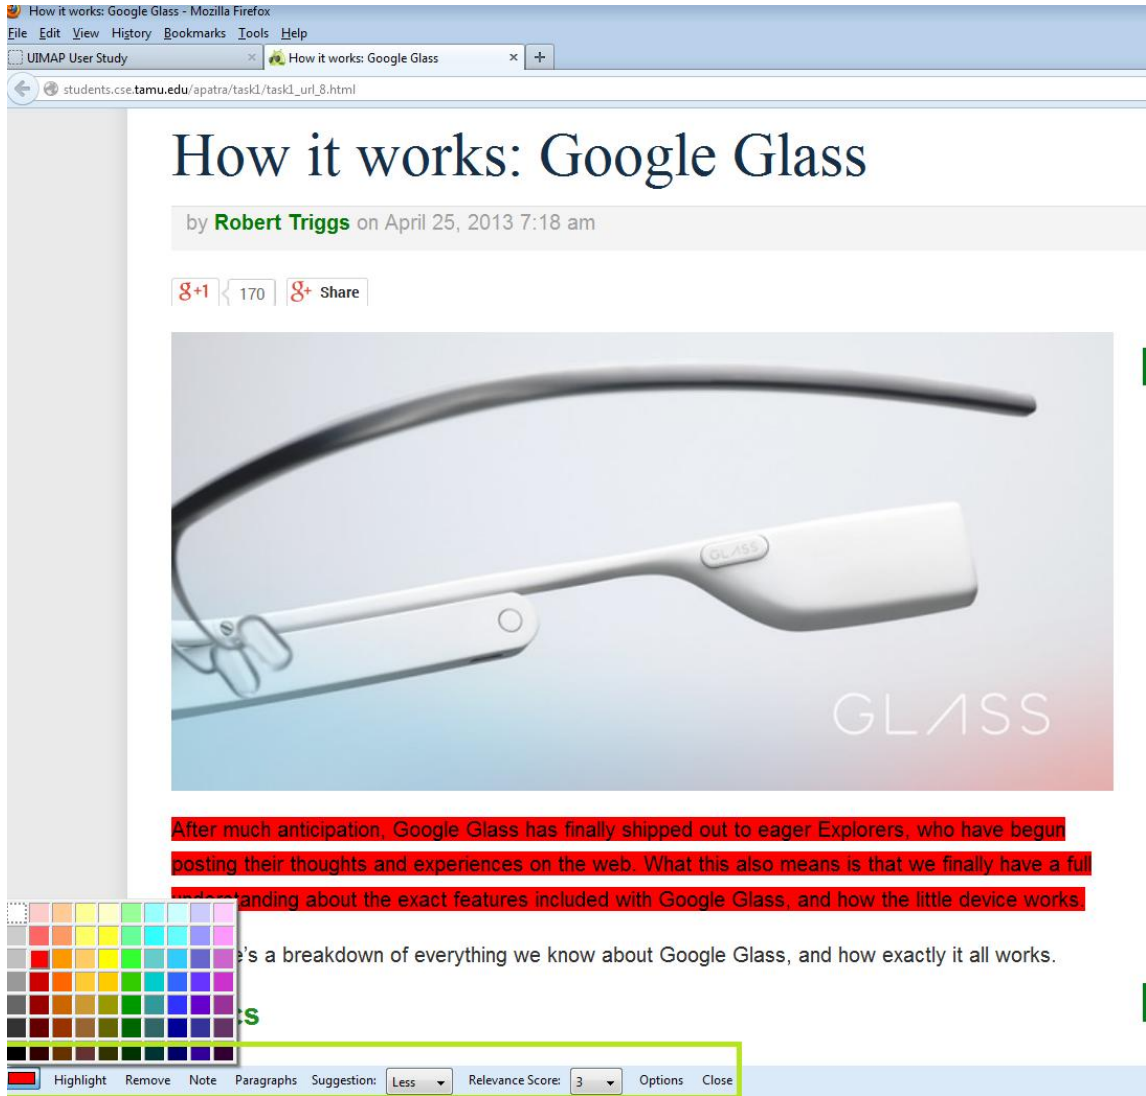 How it works: Google Glass - Mozilla Firefox
File Edit View History Bookmarks Tools Help
UIMAP User Study × How it works: Google Glass × +
students.cse.tamu.edu/apatra/task1/task1_url_8.html
How it works: Google Glass
by Robert Triggs on April 25, 2013 7:18 am
g+1 170 g+ Share
GLASS
GLASS
After much anticipation, Google Glass has finally shipped out to eager Explorers, who have begun
posting their thoughts and experiences on the web. What this also means is that we finally have a full
understanding about the exact features included with Google Glass, and how the little device works.
e's a breakdown of everything we know about Google Glass, and how exactly it all works.
cs
Highlight Remove Note Paragraphs Suggestion: Less Relevance Score: 3 Options Close